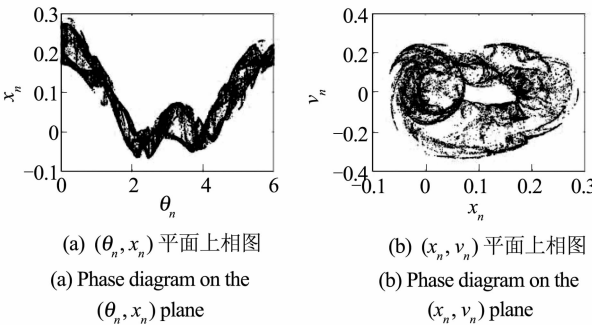 0.3
0.2
0.1
0
−0.1
x_n
0 2 4 6
θ_n
(a) (θ_n, x_n) 平面上相图
(a) Phase diagram on the
(θ_n, x_n) plane
0.4
0.2
0
−0.2
−0.4
v_n
−0.1 0 0.1 0.2 0.3
x_n
(b) (x_n, v_n) 平面上相图
(b) Phase diagram on the
(x_n, v_n) plane